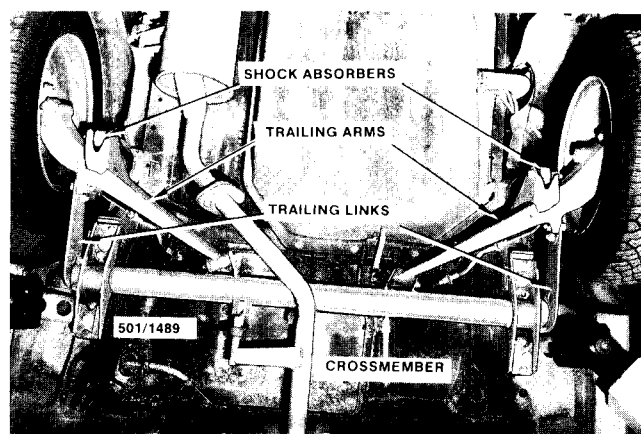 SHOCK ABSORBERS
TRAILING ARMS
TRAILING LINKS
501/1489
CROSSMEMBER